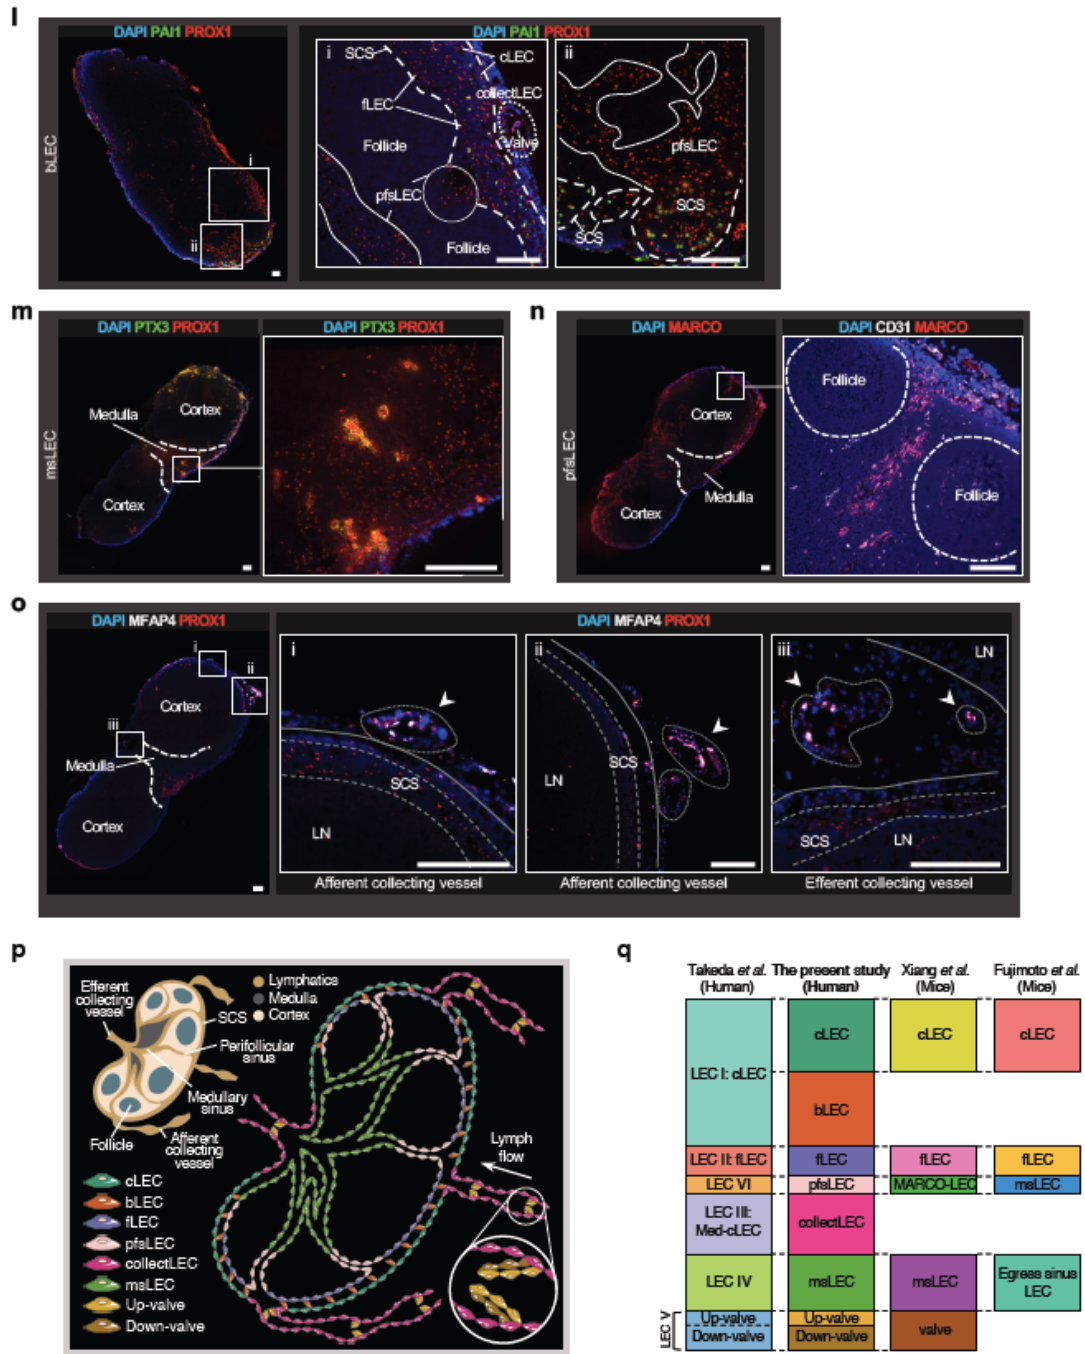 l
DAPI PAI1 PROX1
DAPI PAI1 PROX1
bLEC
i
ii
i
SCS
cLEC
collectLEC
fLEC
Valve
Follicle
pfsLEC
Follicle
ii
pfsLEC
SCS
SCS
m
DAPI PTX3 PROX1
DAPI PTX3 PROX1
msLEC
Cortex
Medulla
Cortex
n
DAPI MARCO
DAPI CD31 MARCO
pfsLEC
Cortex
Medulla
Cortex
Follicle
Follicle
o
DAPI MFAP4 PROX1
DAPI MFAP4 PROX1
i
ii
Cortex
iii
Medulla
Cortex
i
SCS
LN
Afferent collecting vessel
ii
SCS
LN
Afferent collecting vessel
iii
LN
SCS
LN
Efferent collecting vessel
p
Efferent
collecting
vessel
Lymphatics
Medulla
Cortex
SCS
Perifollicular
sinus
Medullary
sinus
Follicle
Afferent
collecting
vessel
Lymph
flow
cLEC
bLEC
fLEC
pfsLEC
collectLEC
msLEC
Up-valve
Down-valve
q
Takeda et al.
(Human)
The present study
(Human)
Xiang et al.
(Mice)
Fujimoto et al.
(Mice)
LEC I: cLEC
cLEC
cLEC
cLEC
bLEC
LEC II: fLEC
fLEC
fLEC
fLEC
LEC VI
pfsLEC
MARCO-LEC
msLEC
LEC III:
Med-cLEC
collectLEC
LEC IV
msLEC
msLEC
Egress sinus
LEC
LEC V
Up-valve
Down-valve
Up-valve
Down-valve
valve